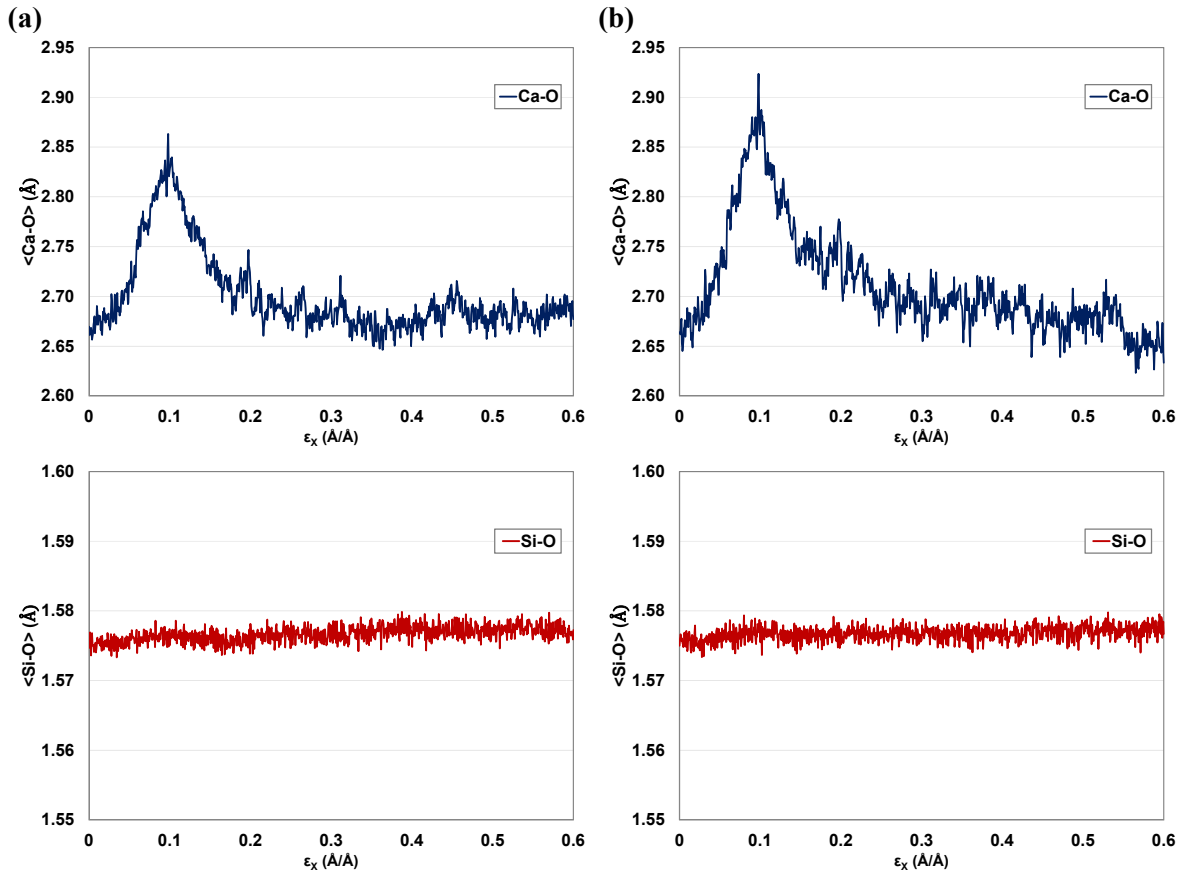 (a)
2.95
2.90
2.85
2.80
2.75
2.70
2.65
2.60
<Ca-O> (Å)
Ca-O
0 0.1 0.2 0.3 0.4 0.5 0.6
εX (Å/Å)
(b)
2.95
2.90
2.85
2.80
2.75
2.70
2.65
2.60
<Ca-O> (Å)
Ca-O
0 0.1 0.2 0.3 0.4 0.5 0.6
εX (Å/Å)
1.60
1.59
1.58
1.57
1.56
1.55
<Si-O> (Å)
Si-O
0 0.1 0.2 0.3 0.4 0.5 0.6
εX (Å/Å)
1.60
1.59
1.58
1.57
1.56
1.55
<Si-O> (Å)
Si-O
0 0.1 0.2 0.3 0.4 0.5 0.6
εX (Å/Å)